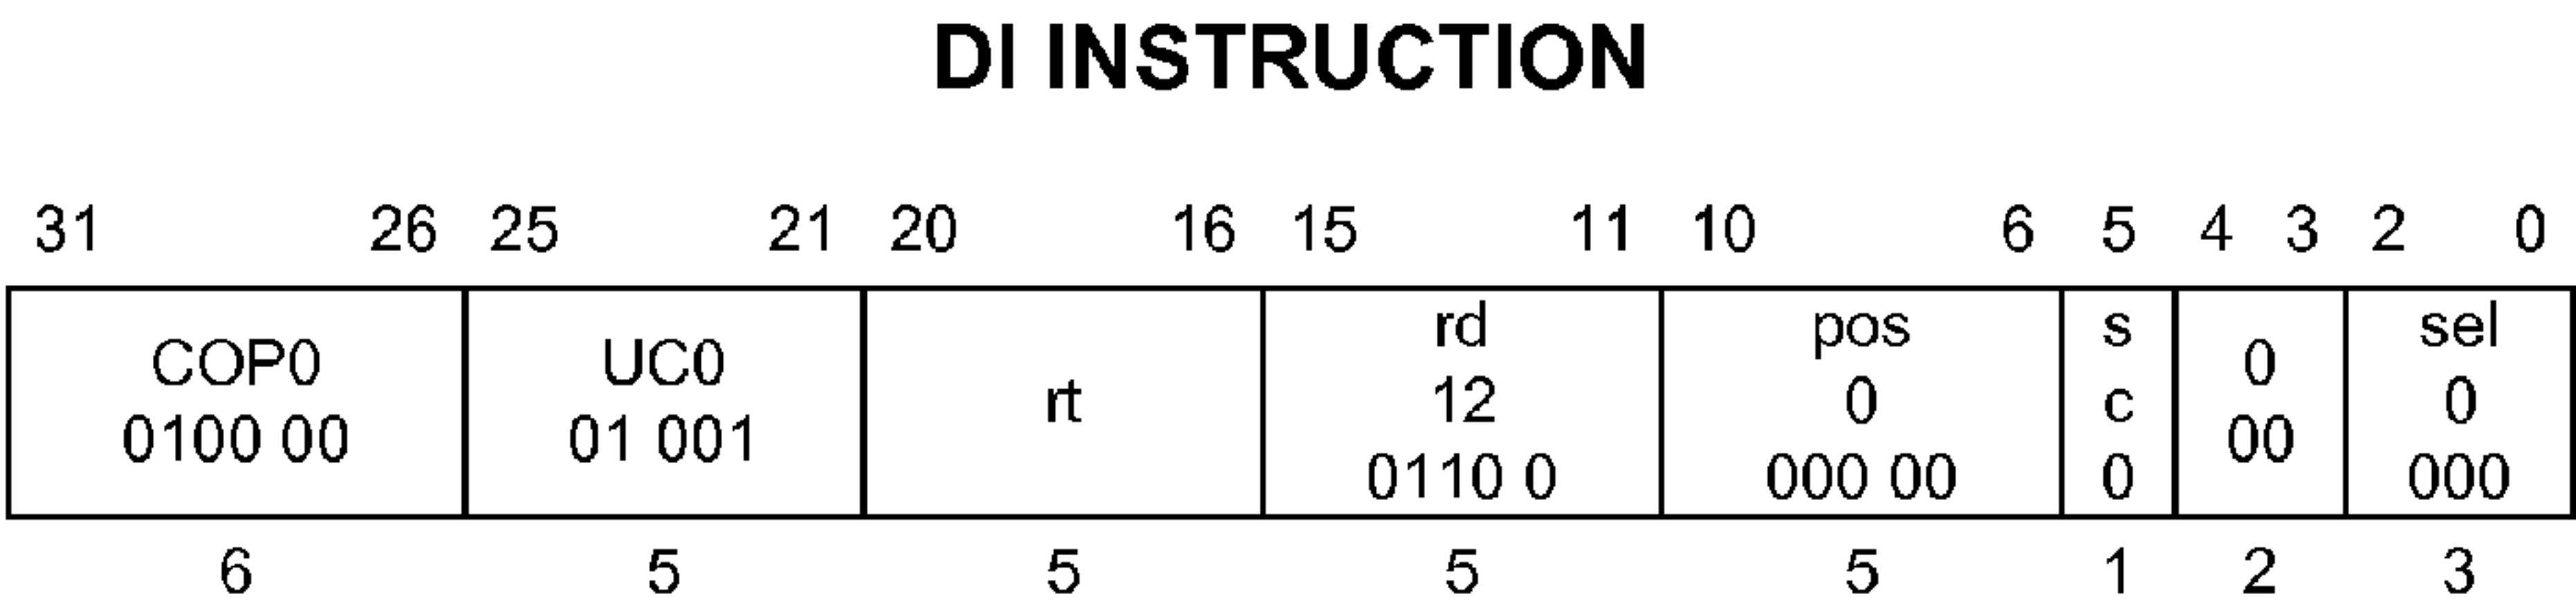 DI INSTRUCTION
31 26 25 21 20 16 15 11 10 6 5 4 3 2 0
COP0
0100 00
UC0
01 001
rt
rd
12
0110 0
pos
0
000 00
s
c
0
0
00
sel
0
000
6 5 5 5 5 1 2 3